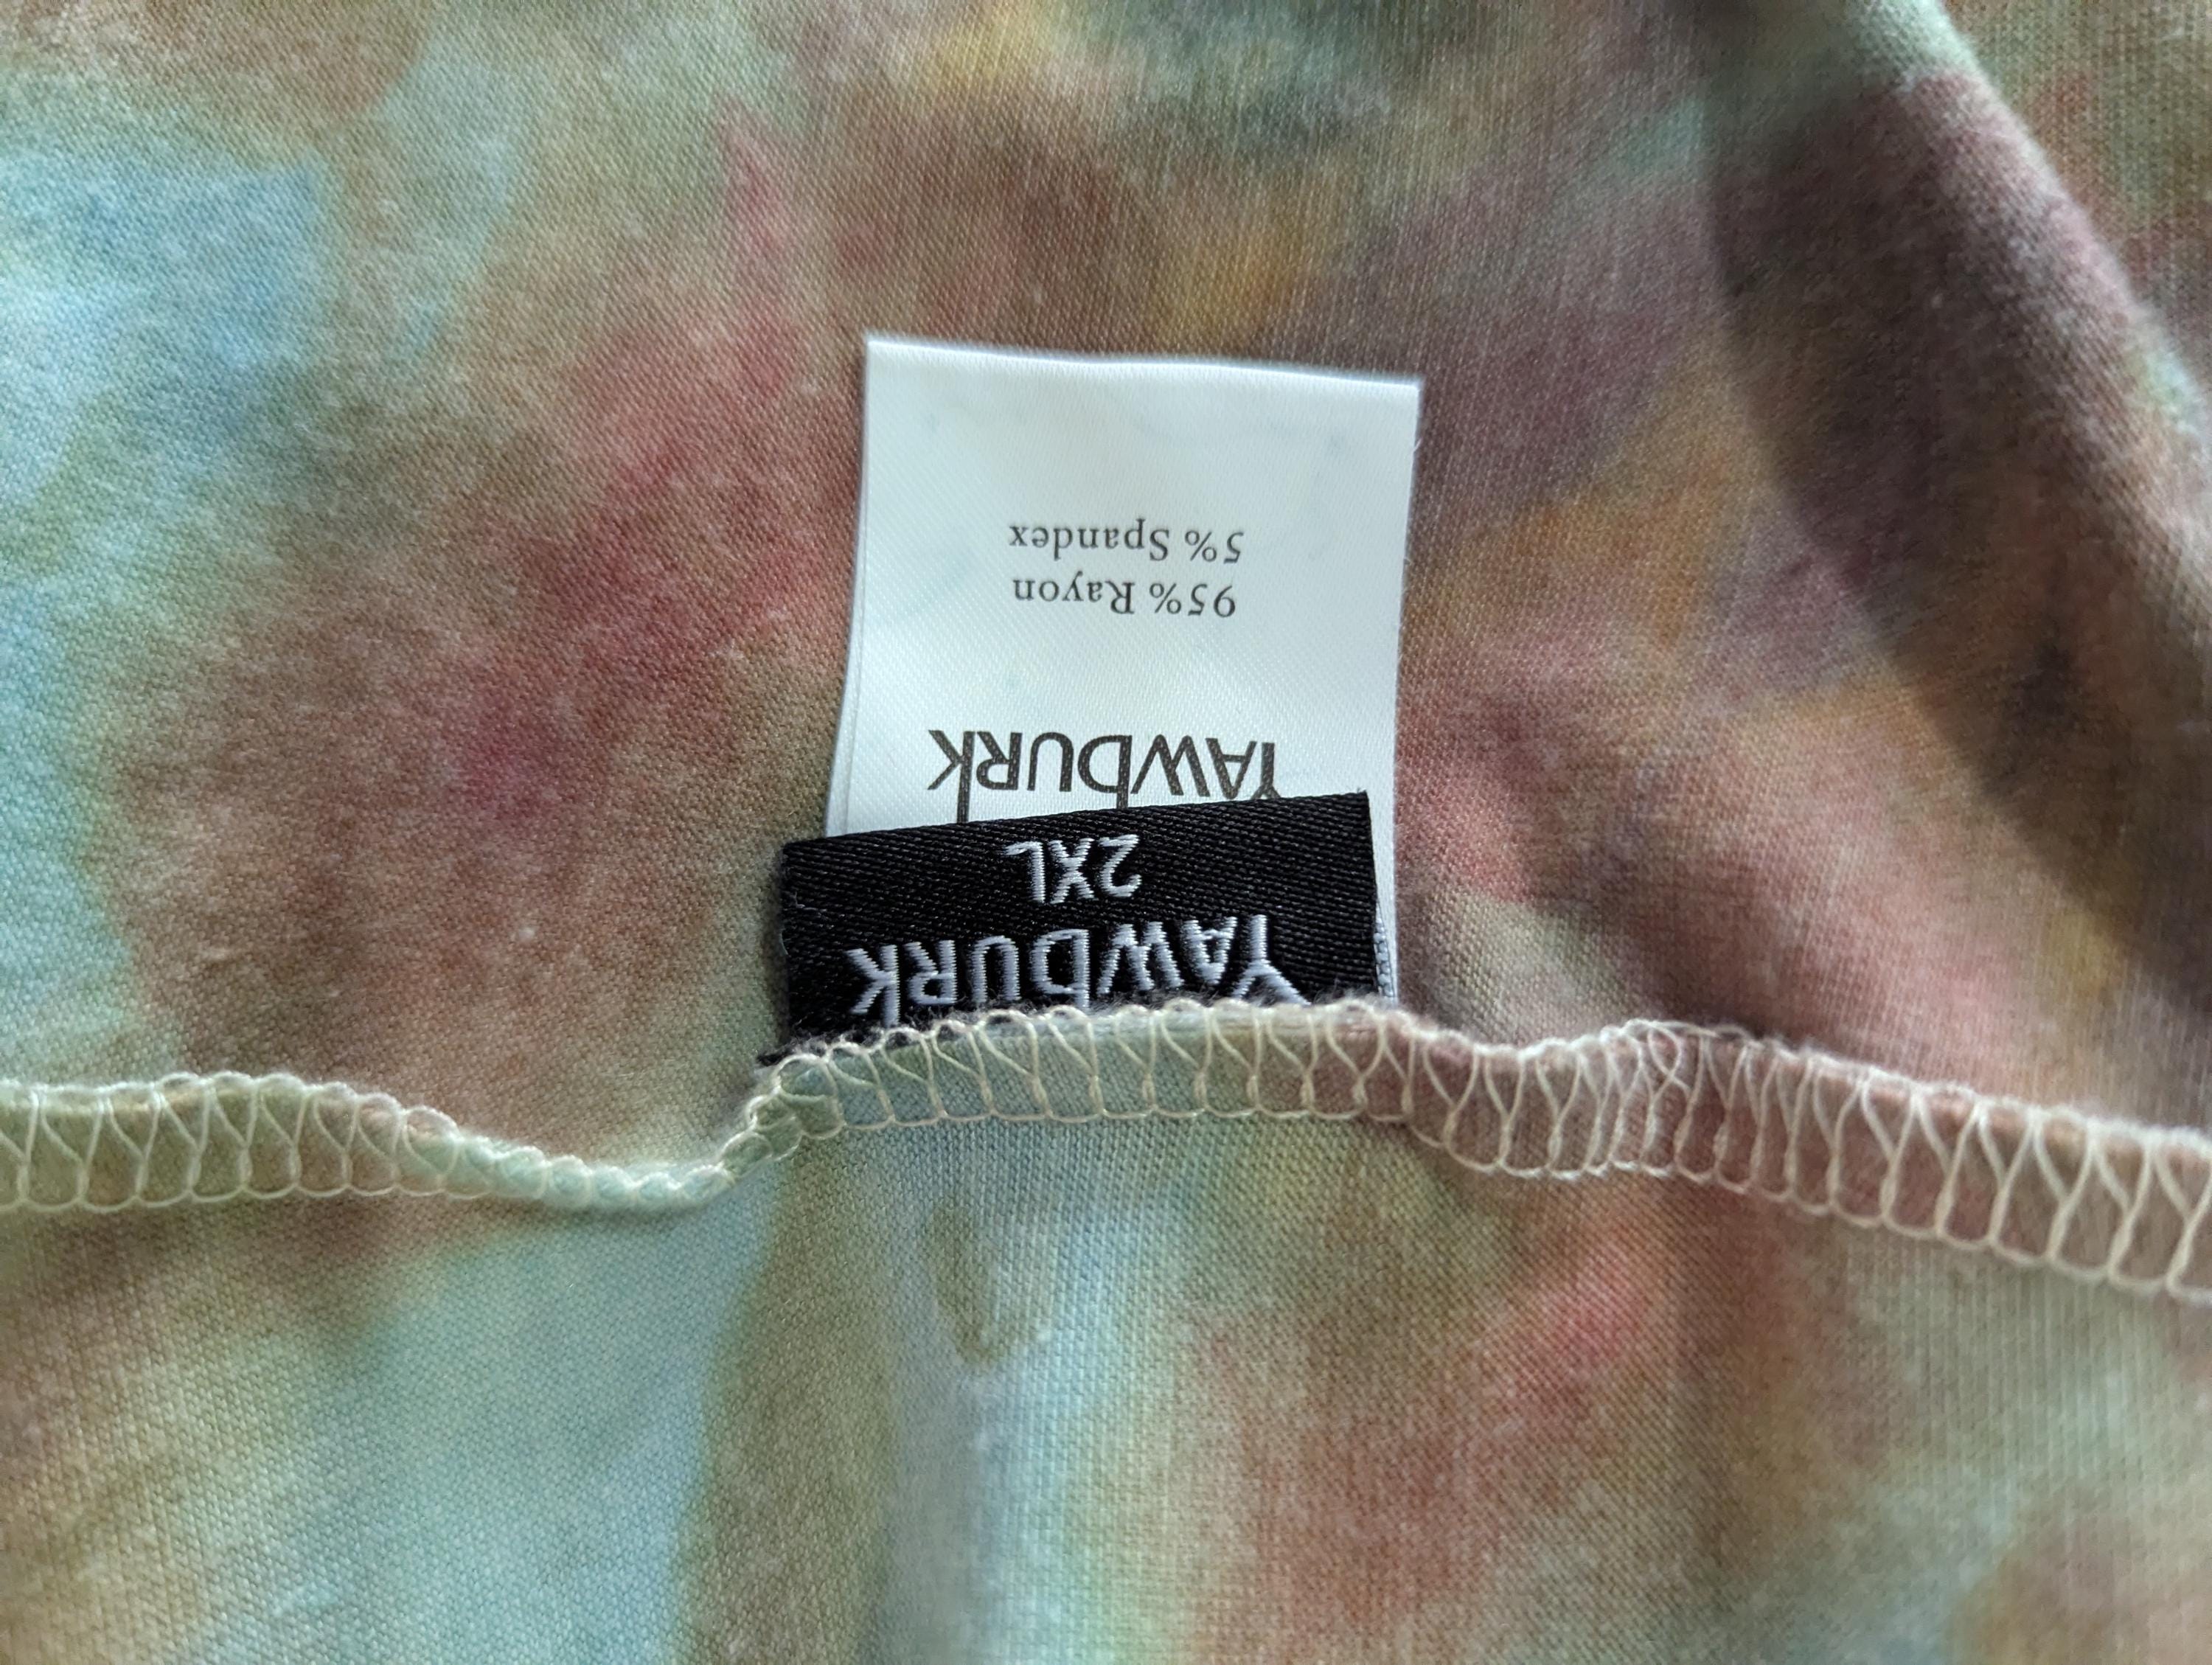 YAWDURK
2XL
YAWDURK
95% Rayon
5% Spandex